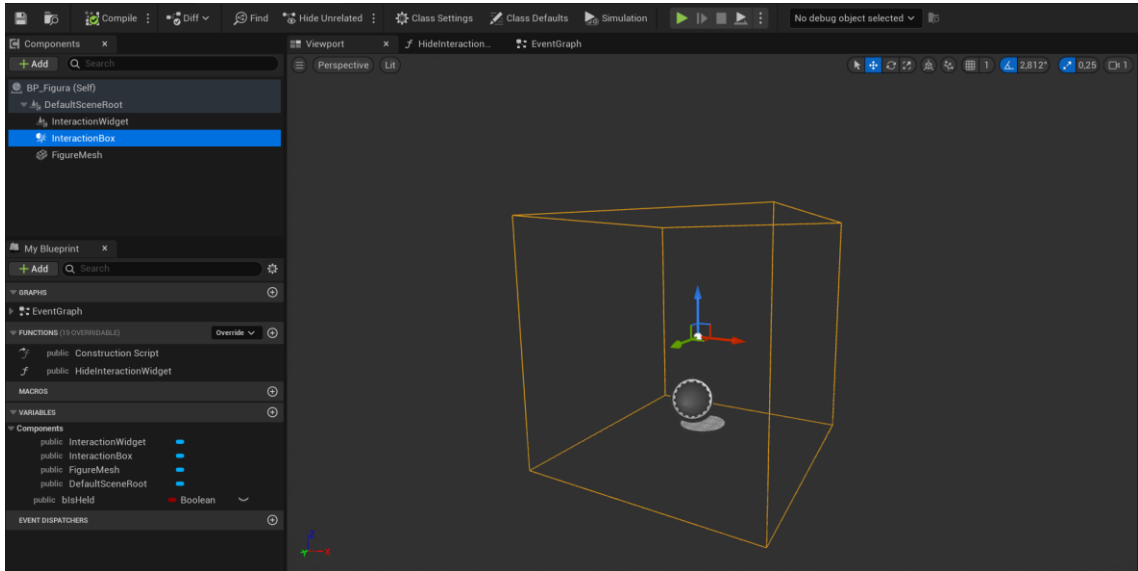 Compile Diff Find Hide Unrelated Class Settings Class Defaults Simulation No debug object selected
Components
Viewport HideInteraction... EventGraph
Add Search
Perspective Lit 1 2,812° 0,25 1
BP_Figura (Self)
DefaultSceneRoot
InteractionWidget
InteractionBox
FigureMesh
My Blueprint
Add Search
GRAPHS
EventGraph
FUNCTIONS (19 OVERRIDABLE) Override
public Construction Script
public HideInteractionWidget
MACROS
VARIABLES
Components
public InteractionWidget
public InteractionBox
public FigureMesh
public DefaultSceneRoot
public bIsHeld Boolean
EVENT DISPATCHERS
Z
Y X